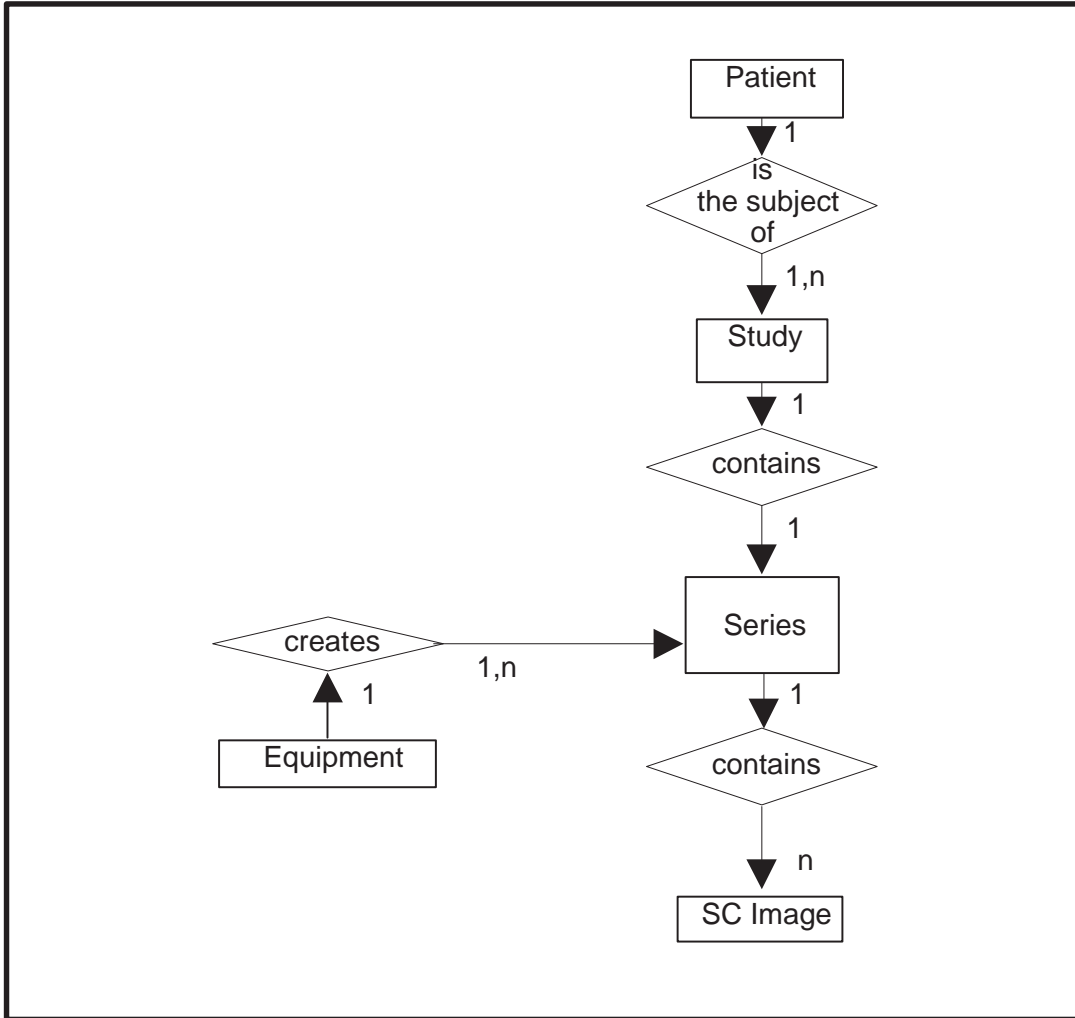 Patient
1
is
the subject
of
1,n
Study
1
contains
1
Series
creates
1,n
1
1
Equipment
contains
n
SC Image